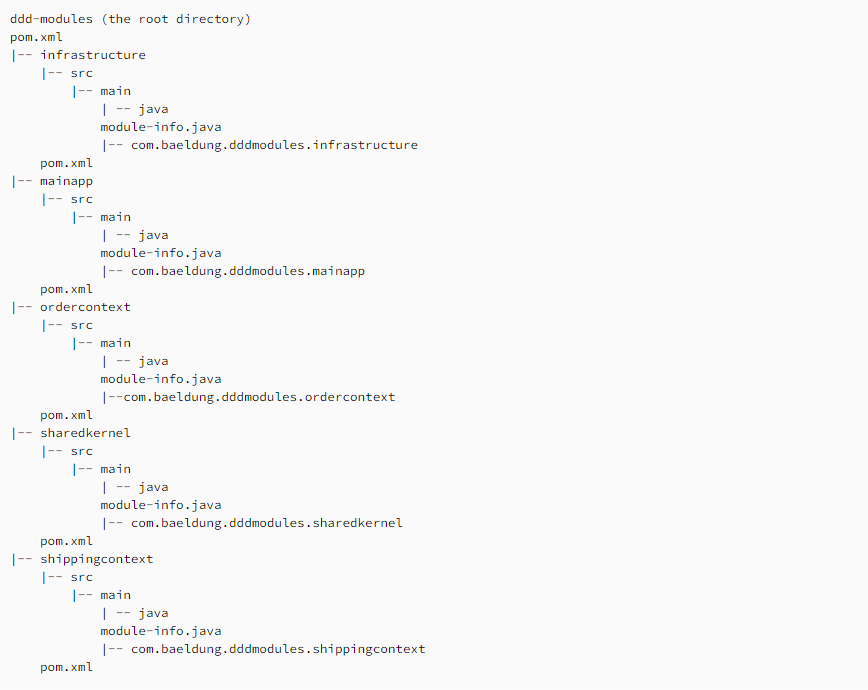 ddd-modules (the root directory)
pom.xml
|-- infrastructure
    |-- src
        |-- main
            | -- java
            module-info.java
            |-- com.baeldung.dddmodules.infrastructure
    pom.xml
|-- mainapp
    |-- src
        |-- main
            | -- java
            module-info.java
            |-- com.baeldung.dddmodules.mainapp
    pom.xml
|-- ordercontext
    |-- src
        |-- main
            | -- java
            module-info.java
            |--com.baeldung.dddmodules.ordercontext
    pom.xml
|-- sharedkernel
    |-- src
        |-- main
            | -- java
            module-info.java
            |-- com.baeldung.dddmodules.sharedkernel
    pom.xml
|-- shippingcontext
    |-- src
        |-- main
            | -- java
            module-info.java
            |-- com.baeldung.dddmodules.shippingcontext
    pom.xml